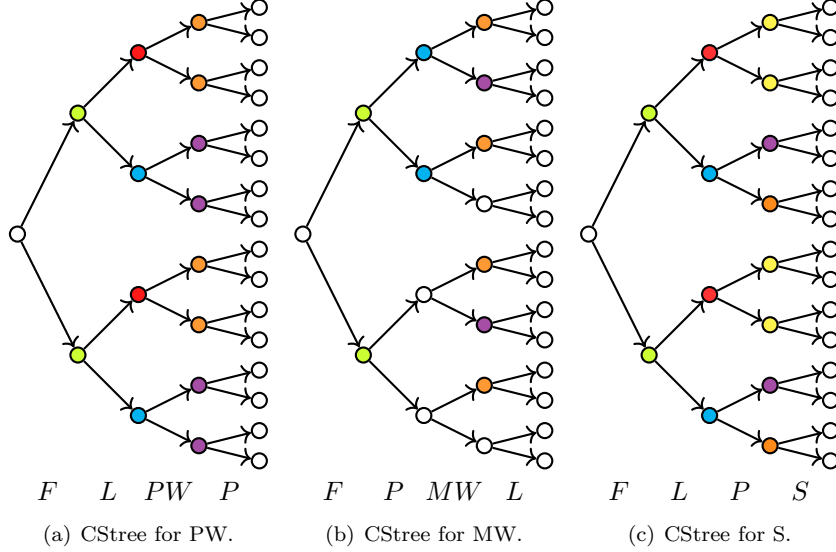 F L PW P
F P MW L
F L P S
(a) CStree for PW.
(b) CStree for MW.
(c) CStree for S.